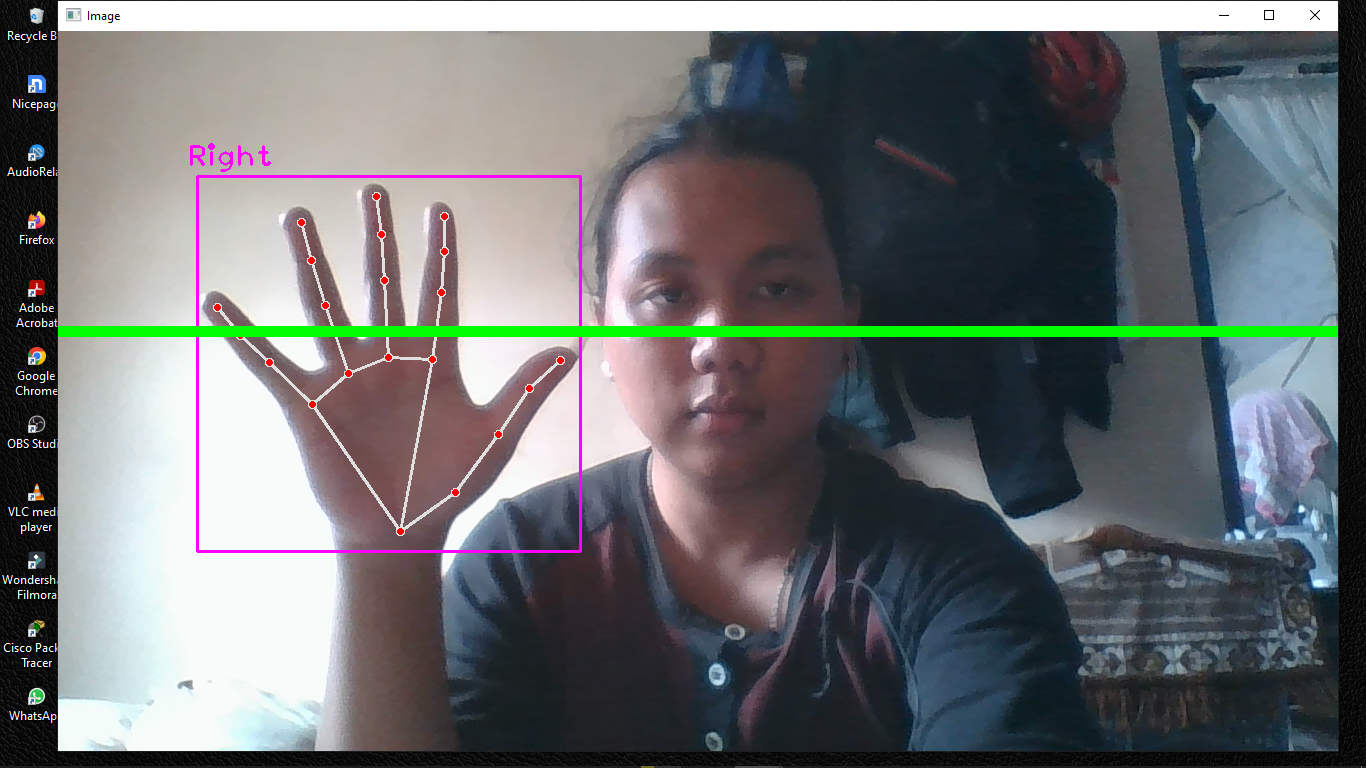 Image
Recycle B
Nicepag
AudioRela
Firefox
Adobe
Acrobat
Google
Chrome
OBS Studi
VLC medi
player
Wondersha
Filmora
Cisco Pack
Tracer
WhatsAp
Right